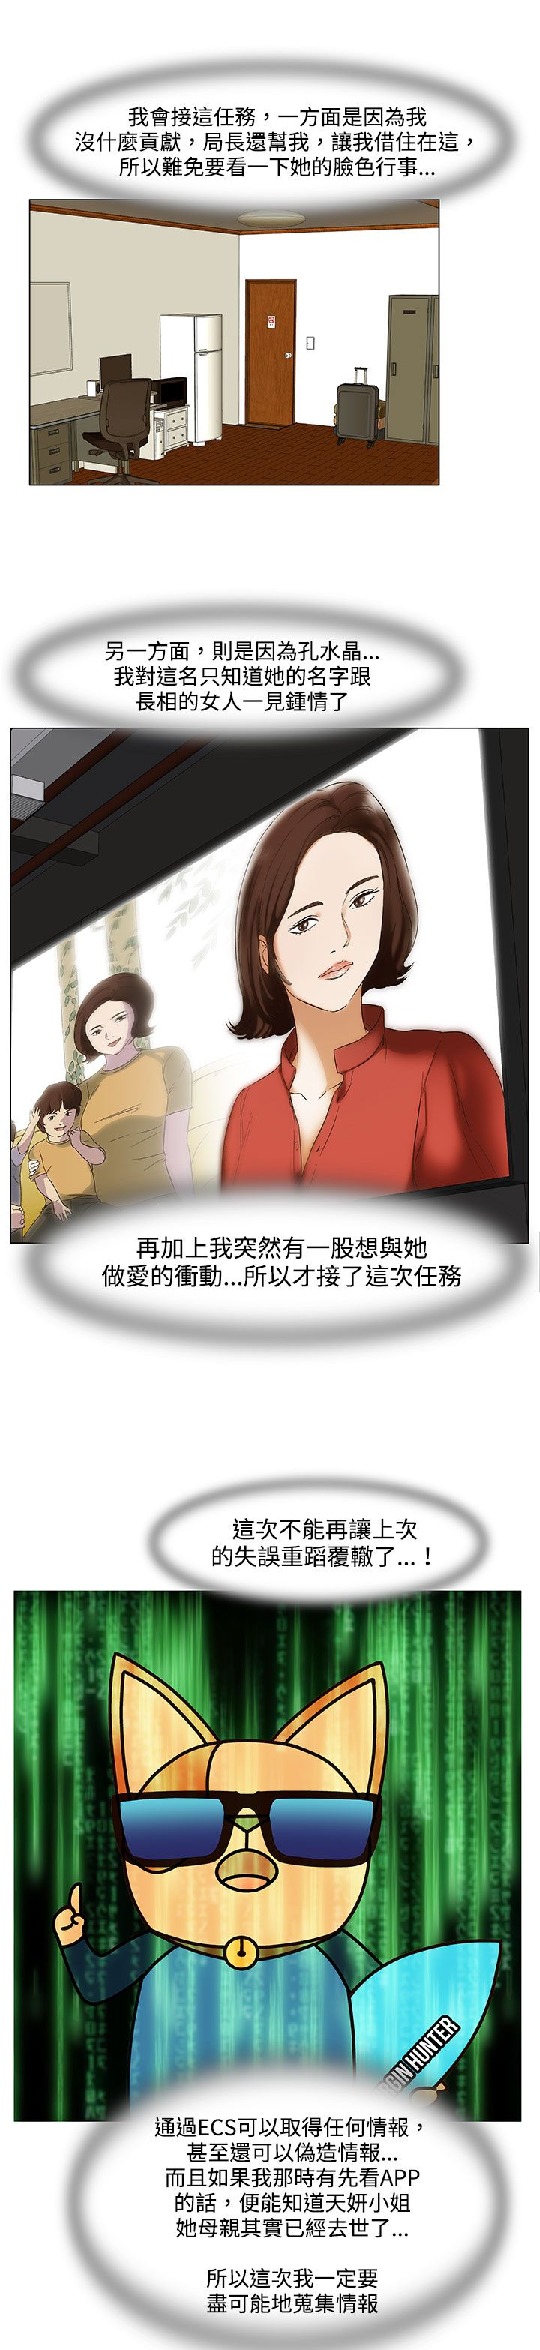 我會接這任務，一方面是因為我
沒什麼貢獻，局長還幫我，讓我借住在這，
所以難免要看一下她的臉色行事...
另一方面，則是因為孔水晶...
我對這名只知道她的名字跟
長相的女人一見鍾情了
再加上我突然有一股想與她
做愛的衝動...所以才接了這次任務
這次不能再讓上次
的失誤重蹈覆轍了...！
RGIN HUNTER
通過ECS可以取得任何情報，
甚至還可以偽造情報...
而且如果我那時有先看APP
的話，便能知道天妍小姐
她母親其實已經去世了...
所以這次我一定要
盡可能地蒐集情報